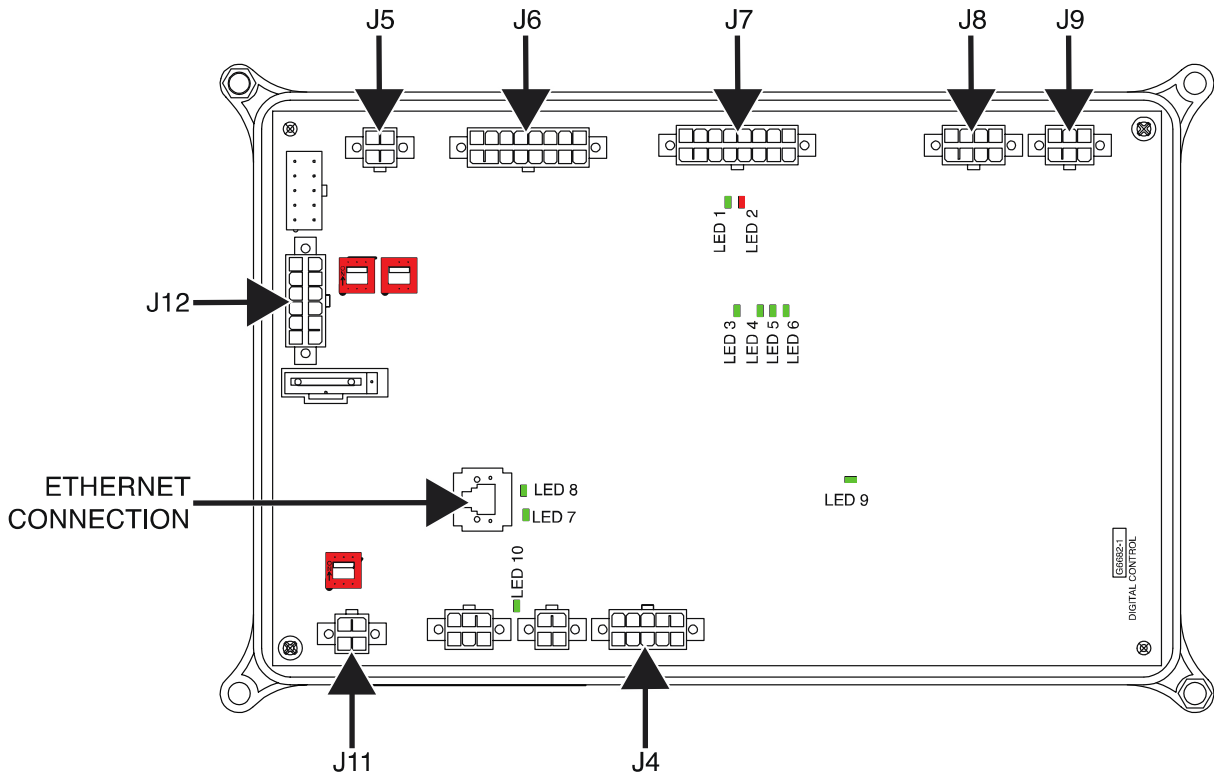 J5
J6
J7
J8
J9
LED 1
LED 2
J12
LED 3
LED 4
LED 5
LED 6
ETHERNET
CONNECTION
LED 8
LED 7
LED 9
LED 10
G6682-1
DIGITAL CONTROL
J11
J4